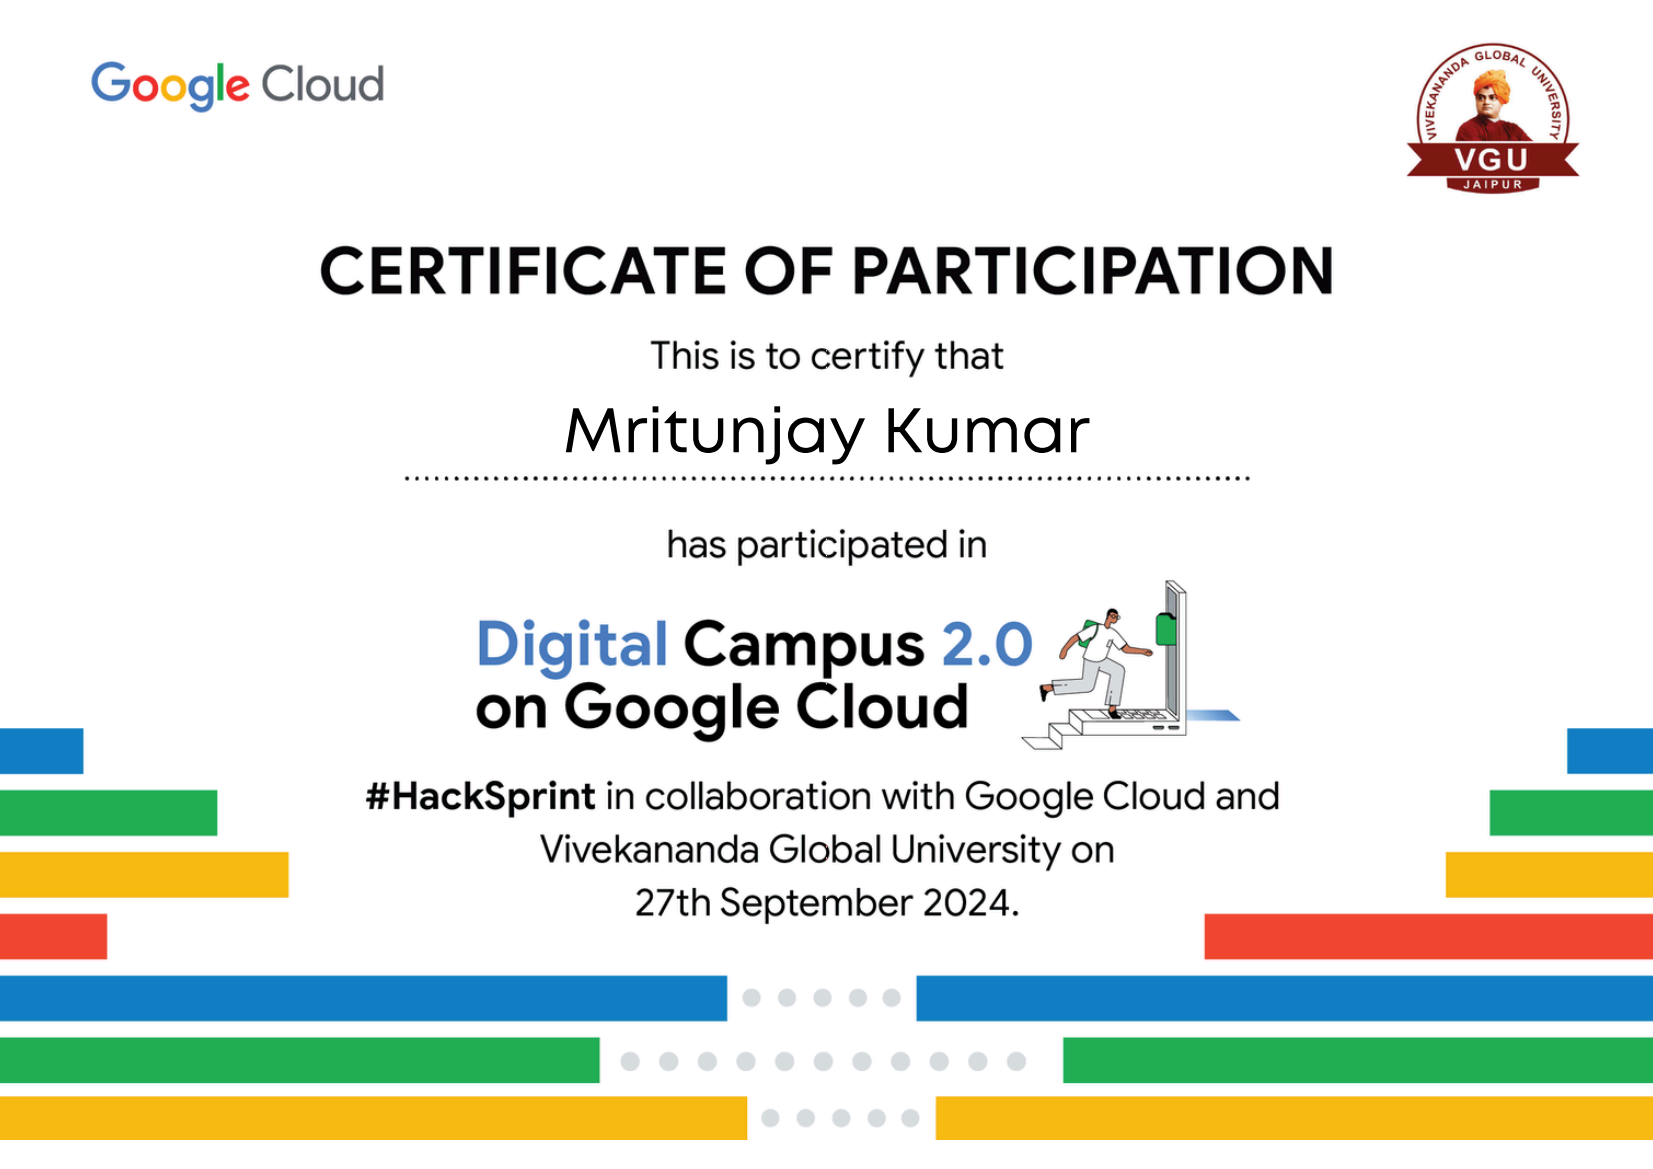 Google Cloud
VIVEKANANDA GLOBAL UNIVERSITY
VGU
JAIPUR
CERTIFICATE OF PARTICIPATION
This is to certify that
Mritunjay Kumar
has participated in
Digital Campus 2.0
on Google Cloud
#HackSprint in collaboration with Google Cloud and
Vivekananda Global University on
27th September 2024.